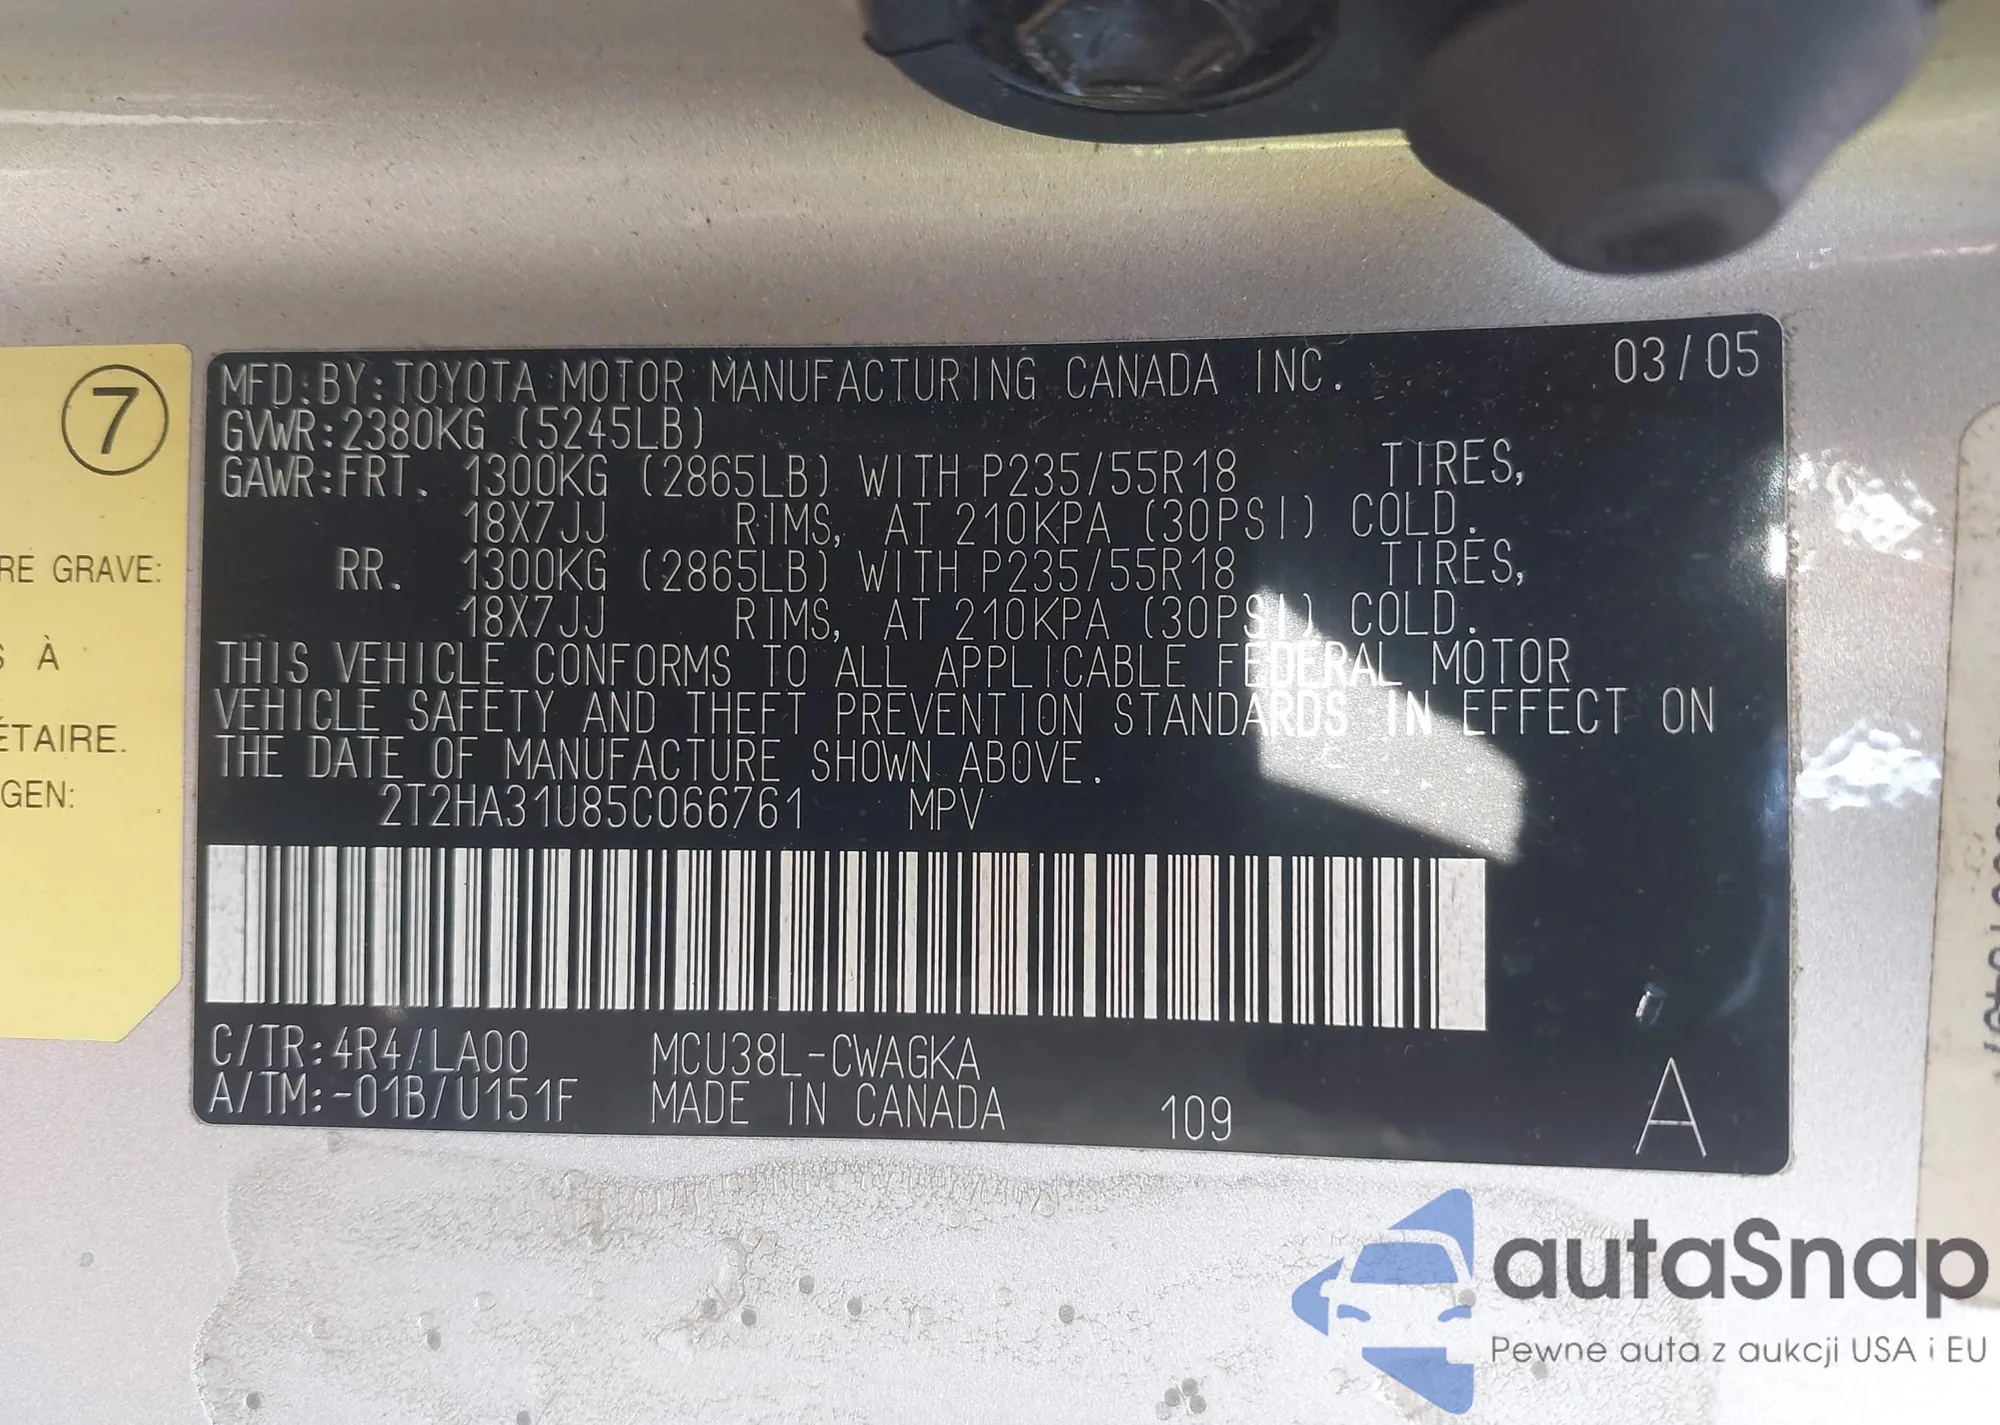 7
RE GRAVE:
S À
ÉTAIRE.
GEN:
MFD.BY:TOYOTA MOTOR MANUFACTURING CANADA INC. 03/05
GVWR:2380KG (5245LB)
GAWR:FRT. 1300KG (2865LB) WITH P235/55R18 TIRES,
18X7JJ RIMS, AT 210KPA (30PSI) COLD.
RR. 1300KG (2865LB) WITH P235/55R18 TIRES,
18X7JJ RIMS, AT 210KPA (30PSI) COLD.
THIS VEHICLE CONFORMS TO ALL APPLICABLE FEDERAL MOTOR
VEHICLE SAFETY AND THEFT PREVENTION STANDARDS IN EFFECT ON
THE DATE OF MANUFACTURE SHOWN ABOVE.
2T2HA31U85C066761 MPV
C/TR:4R4/LA00 MCU38L-CWAGKA
A/TM:-01B/U151F MADE IN CANADA 109 A
autaSnap
Pewne auta z aukcji USA i EU